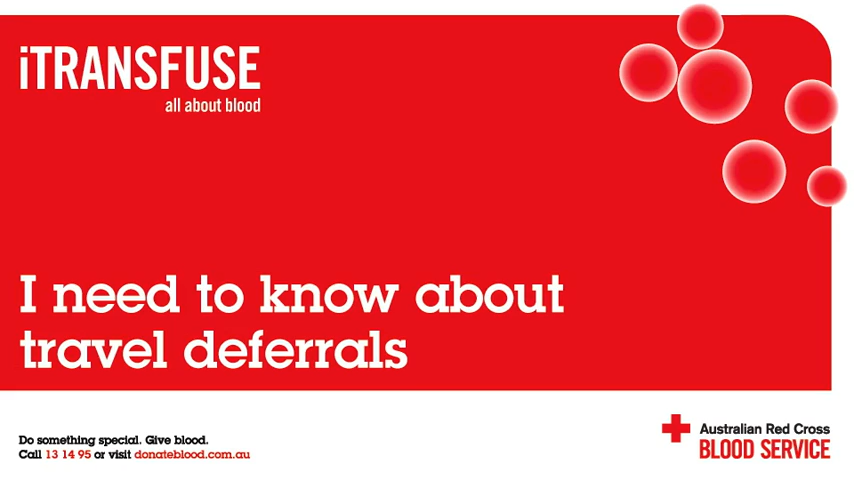 iTRANSFUSE
all about blood
I need to know about
travel deferrals
Do something special. Give blood.
Call 13 14 95 or visit donateblood.com.au
Australian Red Cross
BLOOD SERVICE